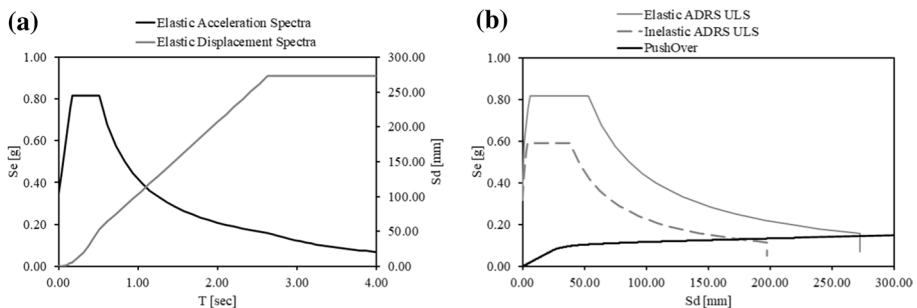 (a)
Elastic Acceleration Spectra
Elastic Displacement Spectra
Se [g]
1.00
0.80
0.60
0.40
0.20
0.00
0.00
1.00
2.00
3.00
4.00
T [sec]
300.00
250.00
200.00
150.00
100.00
50.00
0.00
Sd [mm]
(b)
Elastic ADRS ULS
Inelastic ADRS ULS
PushOver
Se [g]
1.00
0.80
0.60
0.40
0.20
0.00
0.00
50.00
100.00
150.00
200.00
250.00
300.00
Sd [mm]